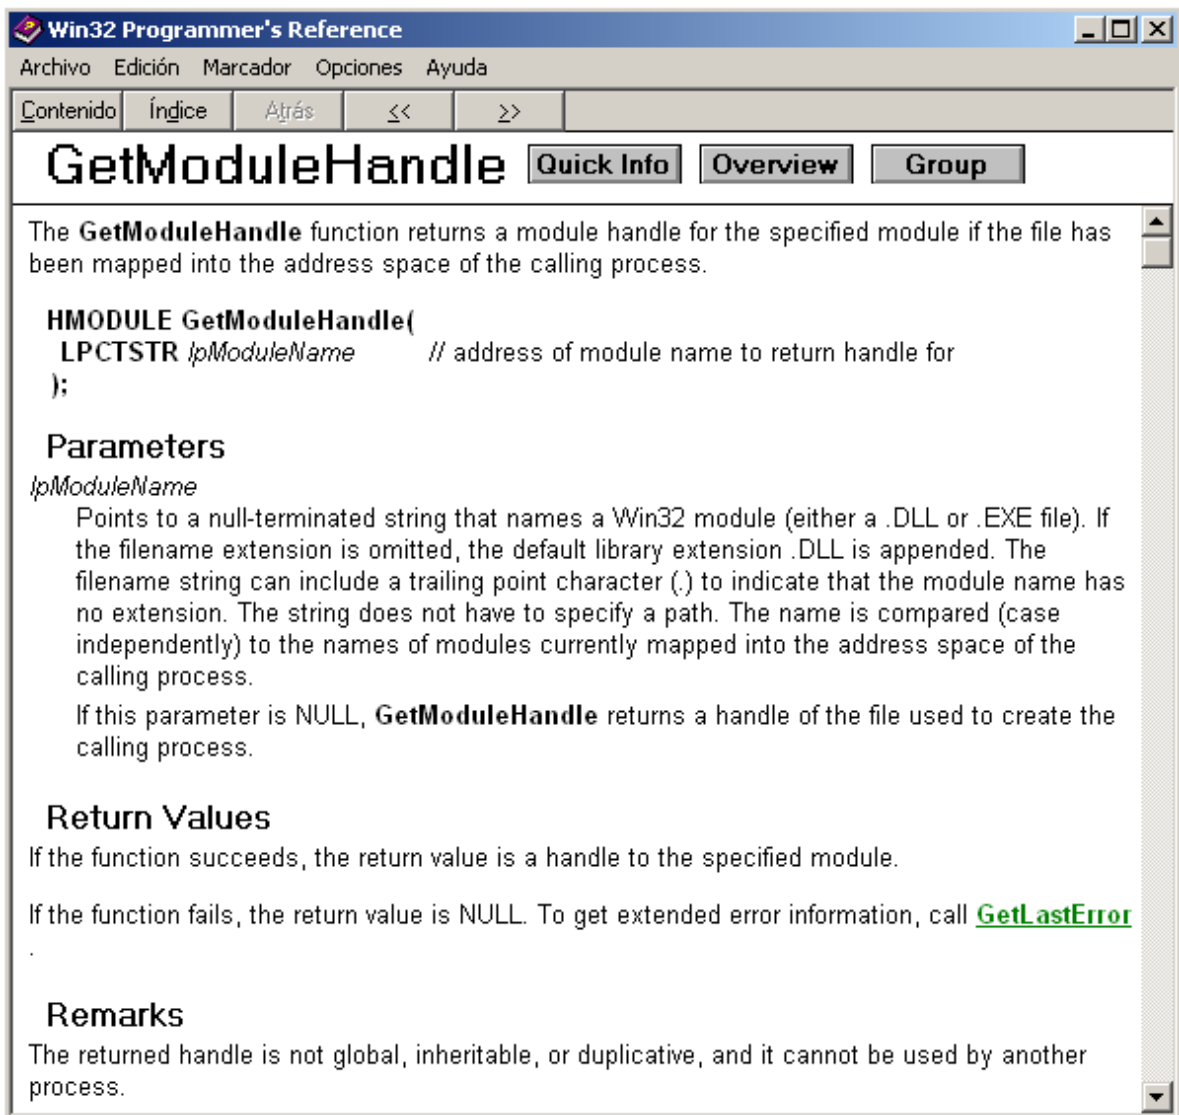 Win32 Programmer's Reference
Archivo Edición Marcador Opciones Ayuda
Contenido Índice Atrás << >>
GetModuleHandle Quick Info Overview Group
The GetModuleHandle function returns a module handle for the specified module if the file has
been mapped into the address space of the calling process.
HMODULE GetModuleHandle(
LPCTSTR lpModuleName // address of module name to return handle for
);
Parameters
lpModuleName
Points to a null-terminated string that names a Win32 module (either a .DLL or .EXE file). If
the filename extension is omitted, the default library extension .DLL is appended. The
filename string can include a trailing point character (.) to indicate that the module name has
no extension. The string does not have to specify a path. The name is compared (case
independently) to the names of modules currently mapped into the address space of the
calling process.
If this parameter is NULL, GetModuleHandle returns a handle of the file used to create the
calling process.
Return Values
If the function succeeds, the return value is a handle to the specified module.
If the function fails, the return value is NULL. To get extended error information, call GetLastError
.
Remarks
The returned handle is not global, inheritable, or duplicative, and it cannot be used by another
process.